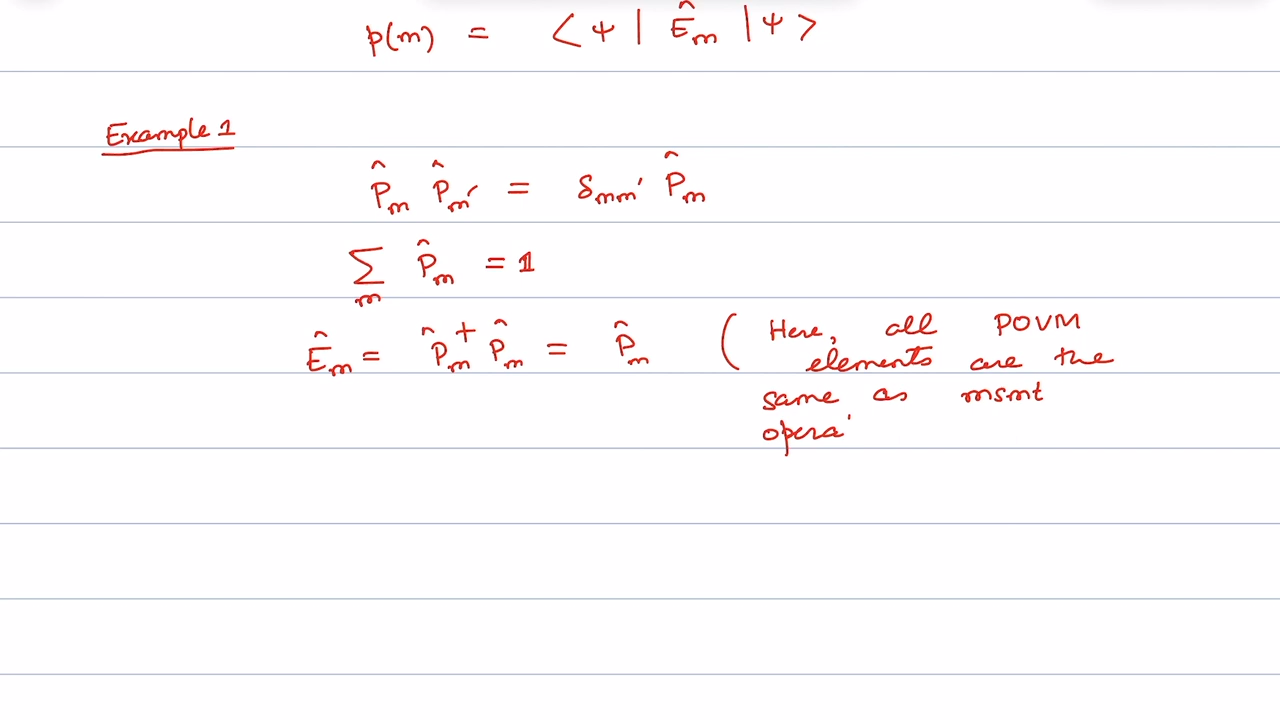 p(m) = < ψ | Ê_m | ψ >
Example 1
P̂_m P̂_m' = δ_mm' P̂_m
∑_m P̂_m = 1
Ê_m = P̂_m† P̂_m = P̂_m ( Here, all POVM
elements are the
same as msmt
opera